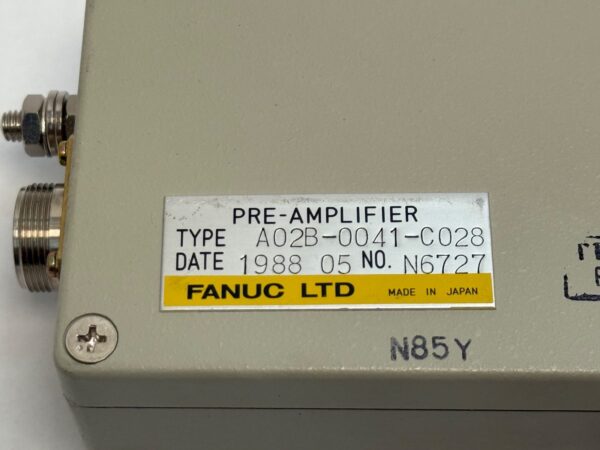 PRE-AMPLIFIER
TYPE A02B-0041-C028
DATE 1988 05 NO. N6727
FANUC LTD MADE IN JAPAN
N85Y